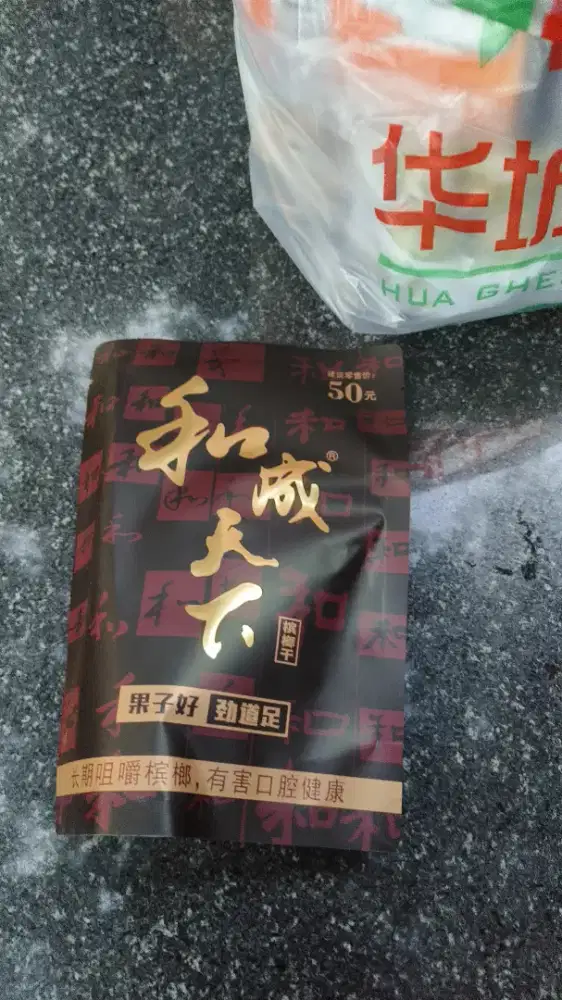 华城
HUA CHE
建议零售价:
50元
和成天下®
槟榔干
果子好 劲道足
长期咀嚼槟榔,有害口腔健康